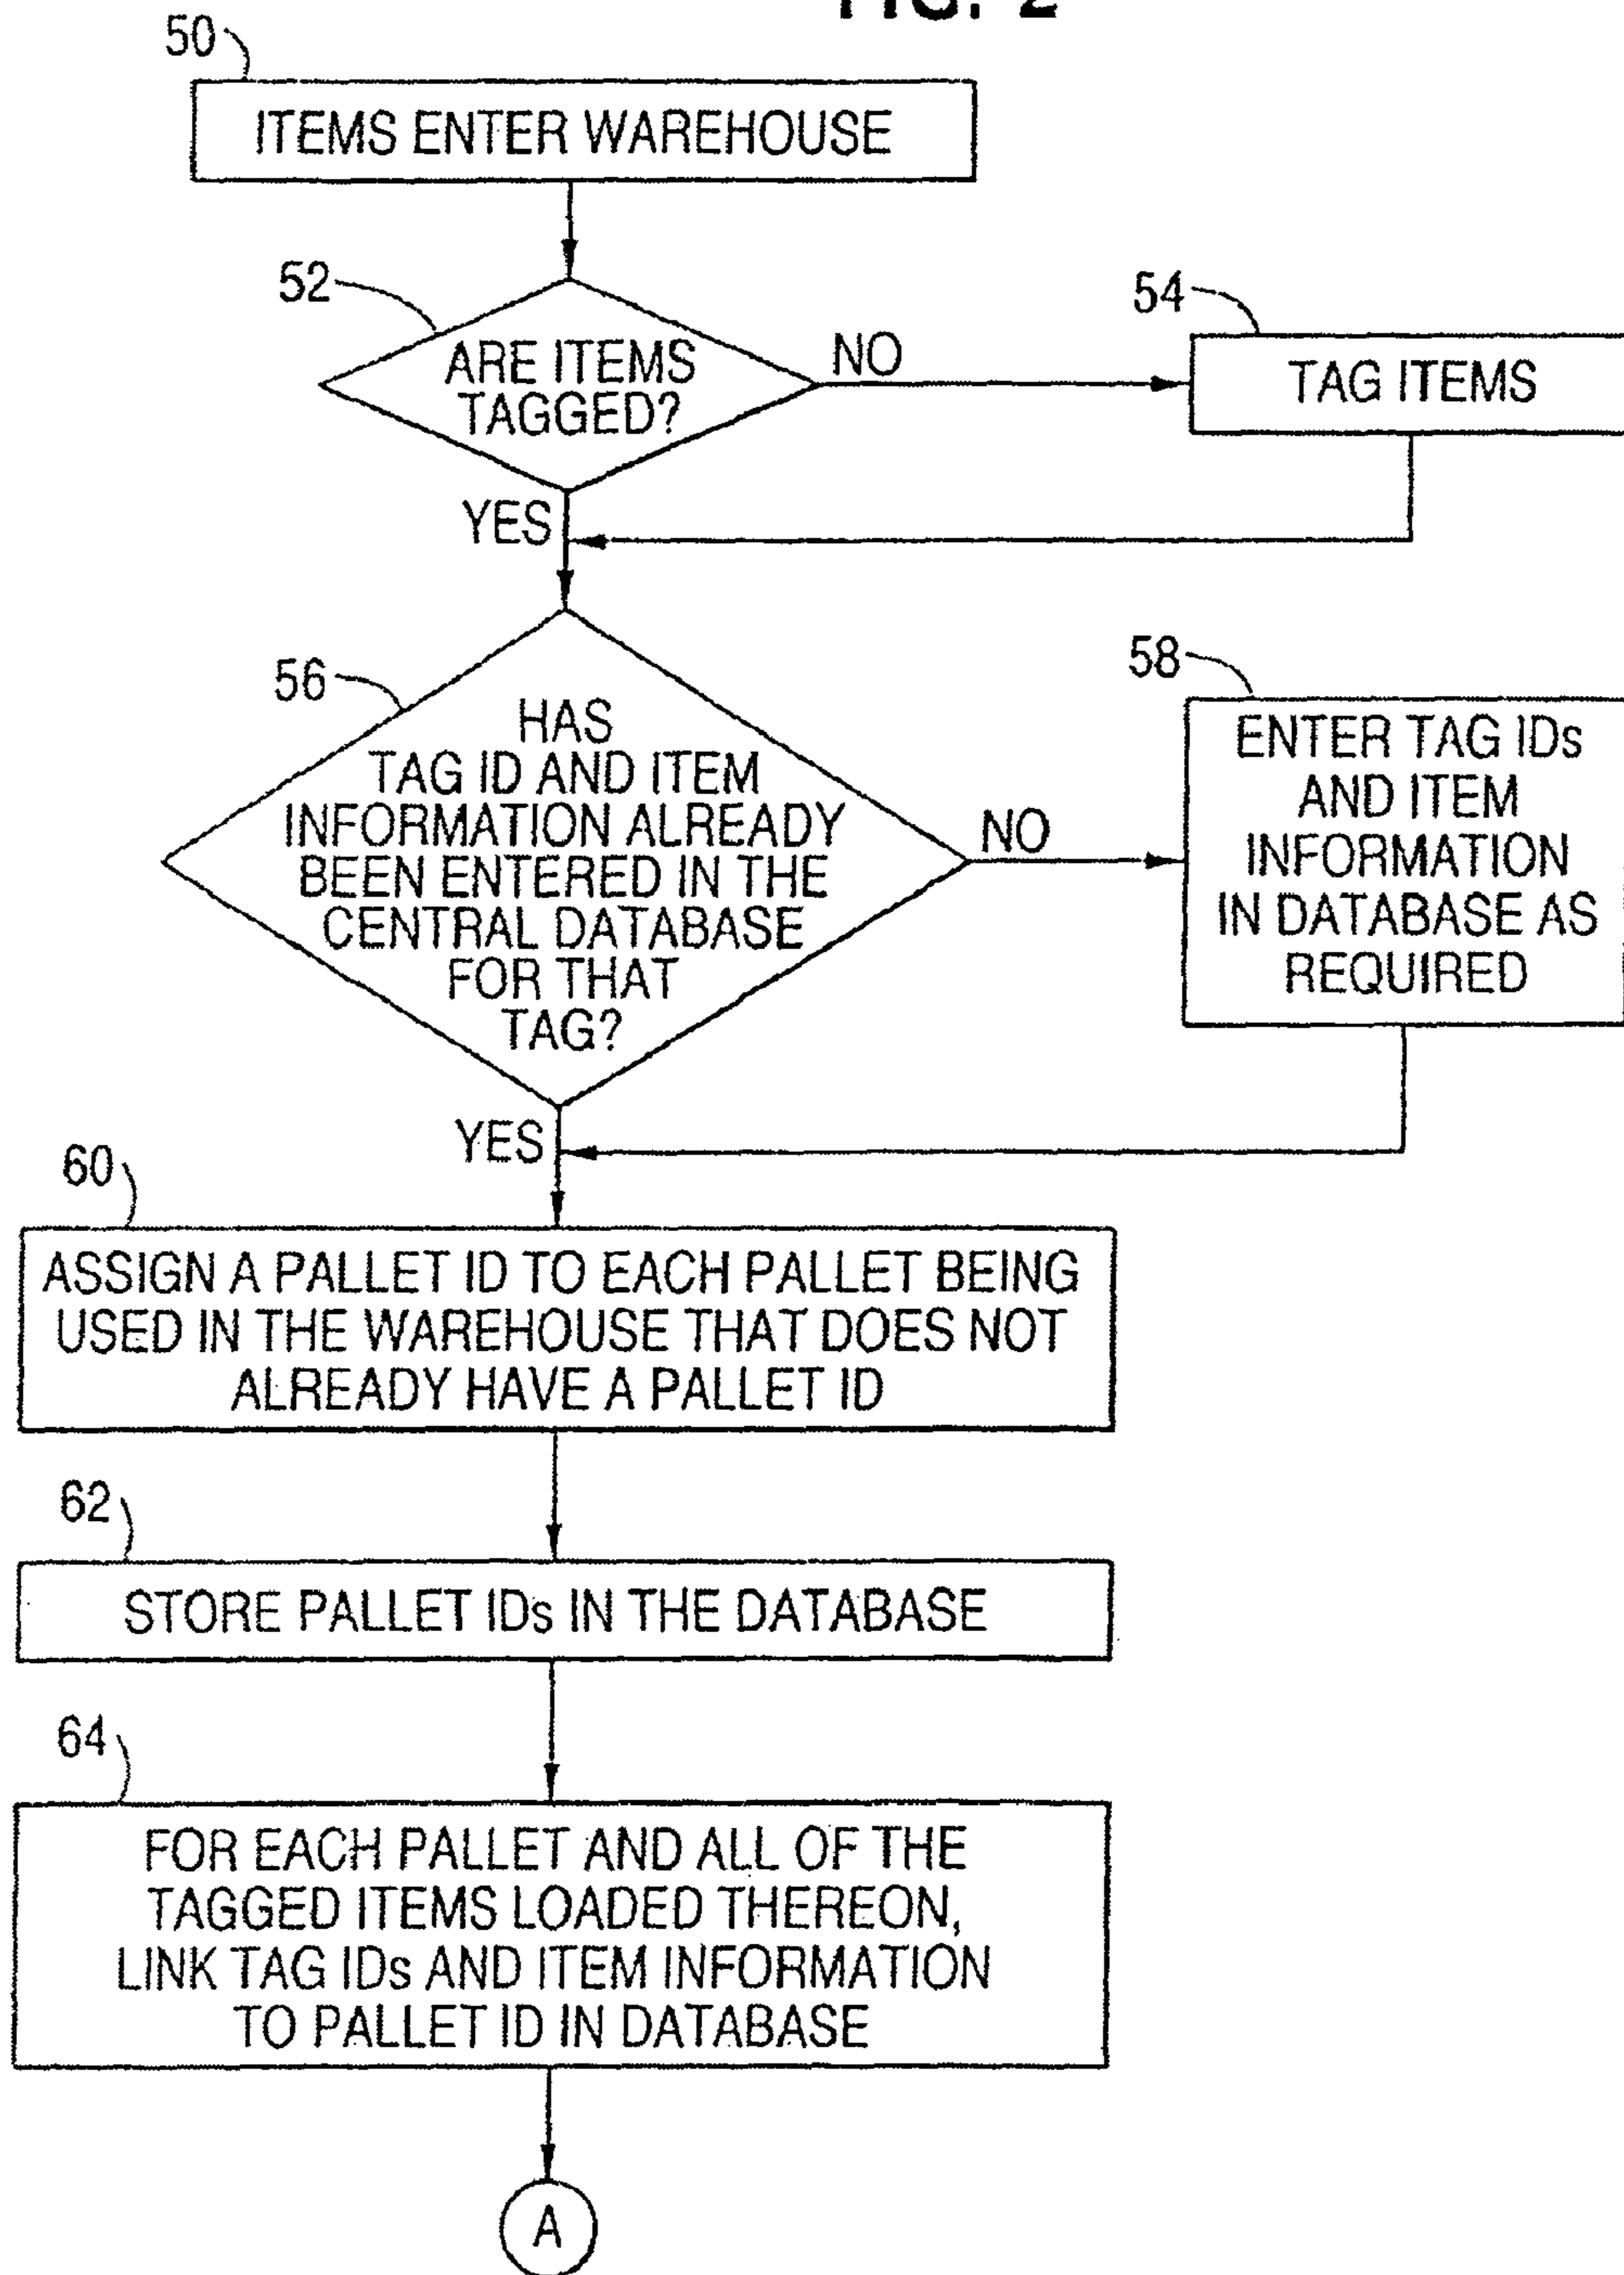 FIG. 2
50
ITEMS ENTER WAREHOUSE
52
ARE ITEMS
TAGGED?
NO
54
TAG ITEMS
YES
56
HAS
TAG ID AND ITEM
INFORMATION ALREADY
BEEN ENTERED IN THE
CENTRAL DATABASE
FOR THAT
TAG?
NO
58
ENTER TAG IDs
AND ITEM
INFORMATION
IN DATABASE AS
REQUIRED
YES
60
ASSIGN A PALLET ID TO EACH PALLET BEING
USED IN THE WAREHOUSE THAT DOES NOT
ALREADY HAVE A PALLET ID
62
STORE PALLET IDs IN THE DATABASE
64
FOR EACH PALLET AND ALL OF THE
TAGGED ITEMS LOADED THEREON,
LINK TAG IDs AND ITEM INFORMATION
TO PALLET ID IN DATABASE
A